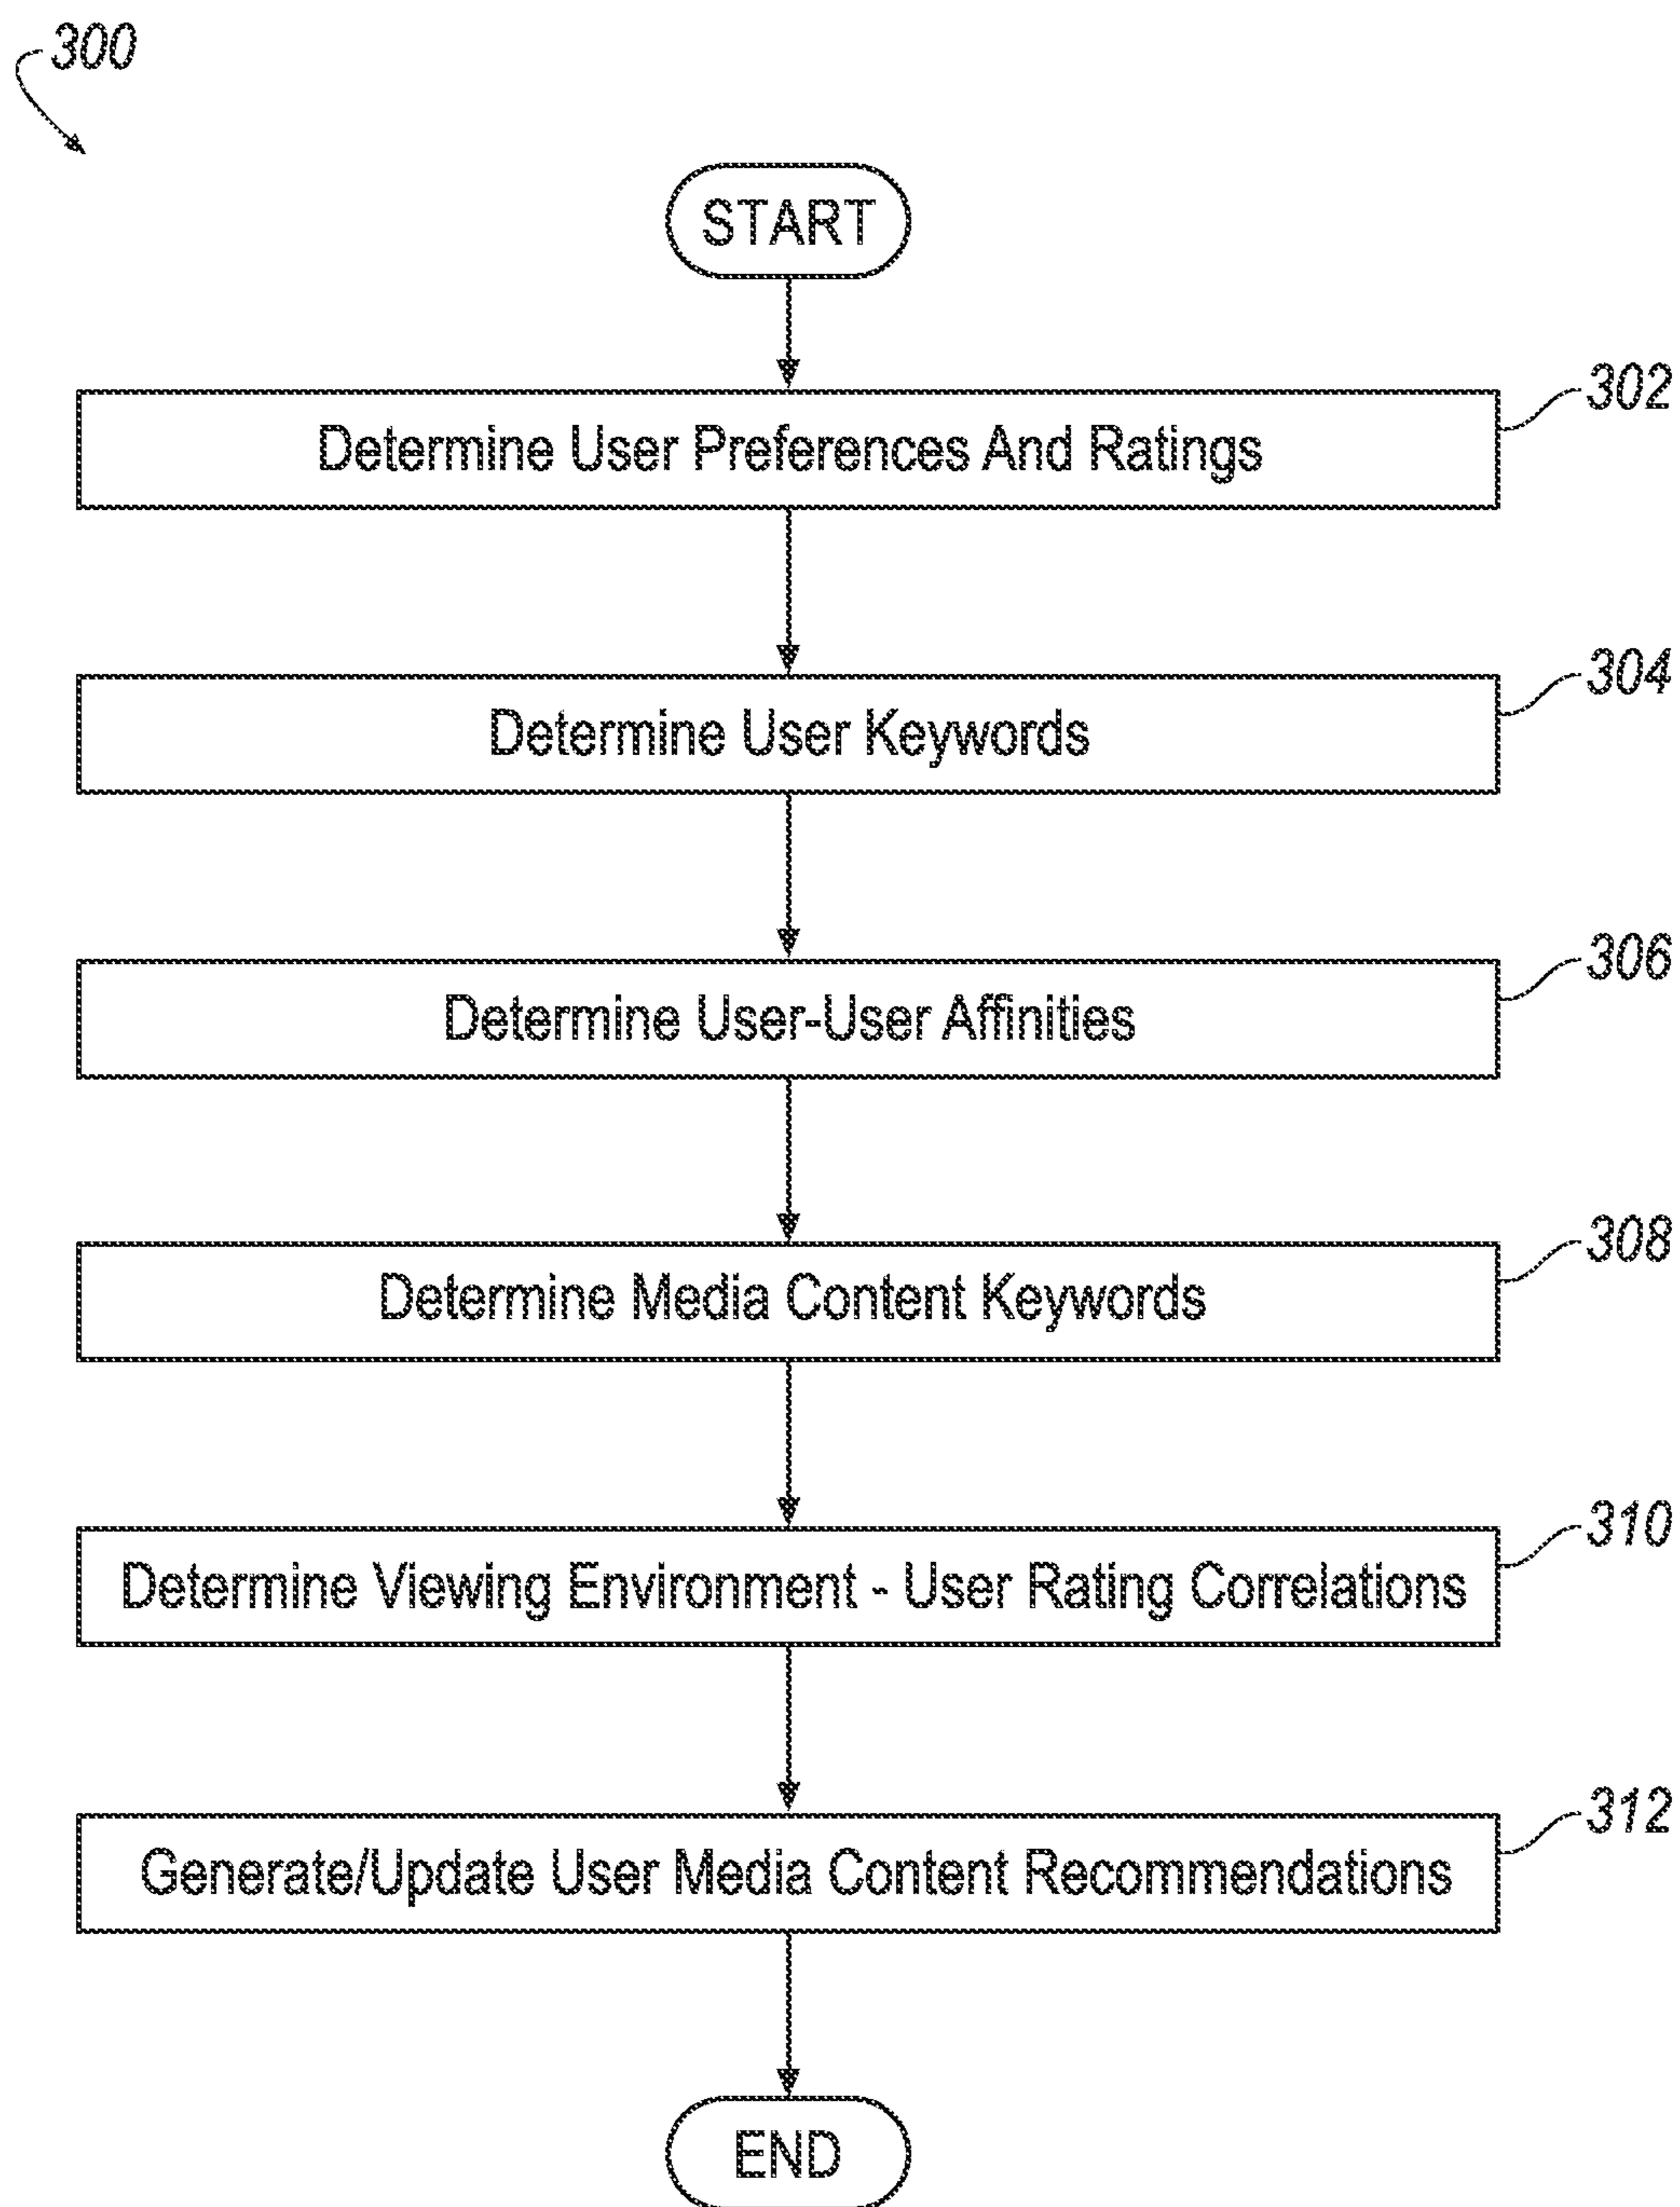 300
START
302
Determine User Preferences And Ratings
304
Determine User Keywords
306
Determine User-User Affinities
308
Determine Media Content Keywords
310
Determine Viewing Environment - User Rating Correlations
312
Generate/Update User Media Content Recommendations
END